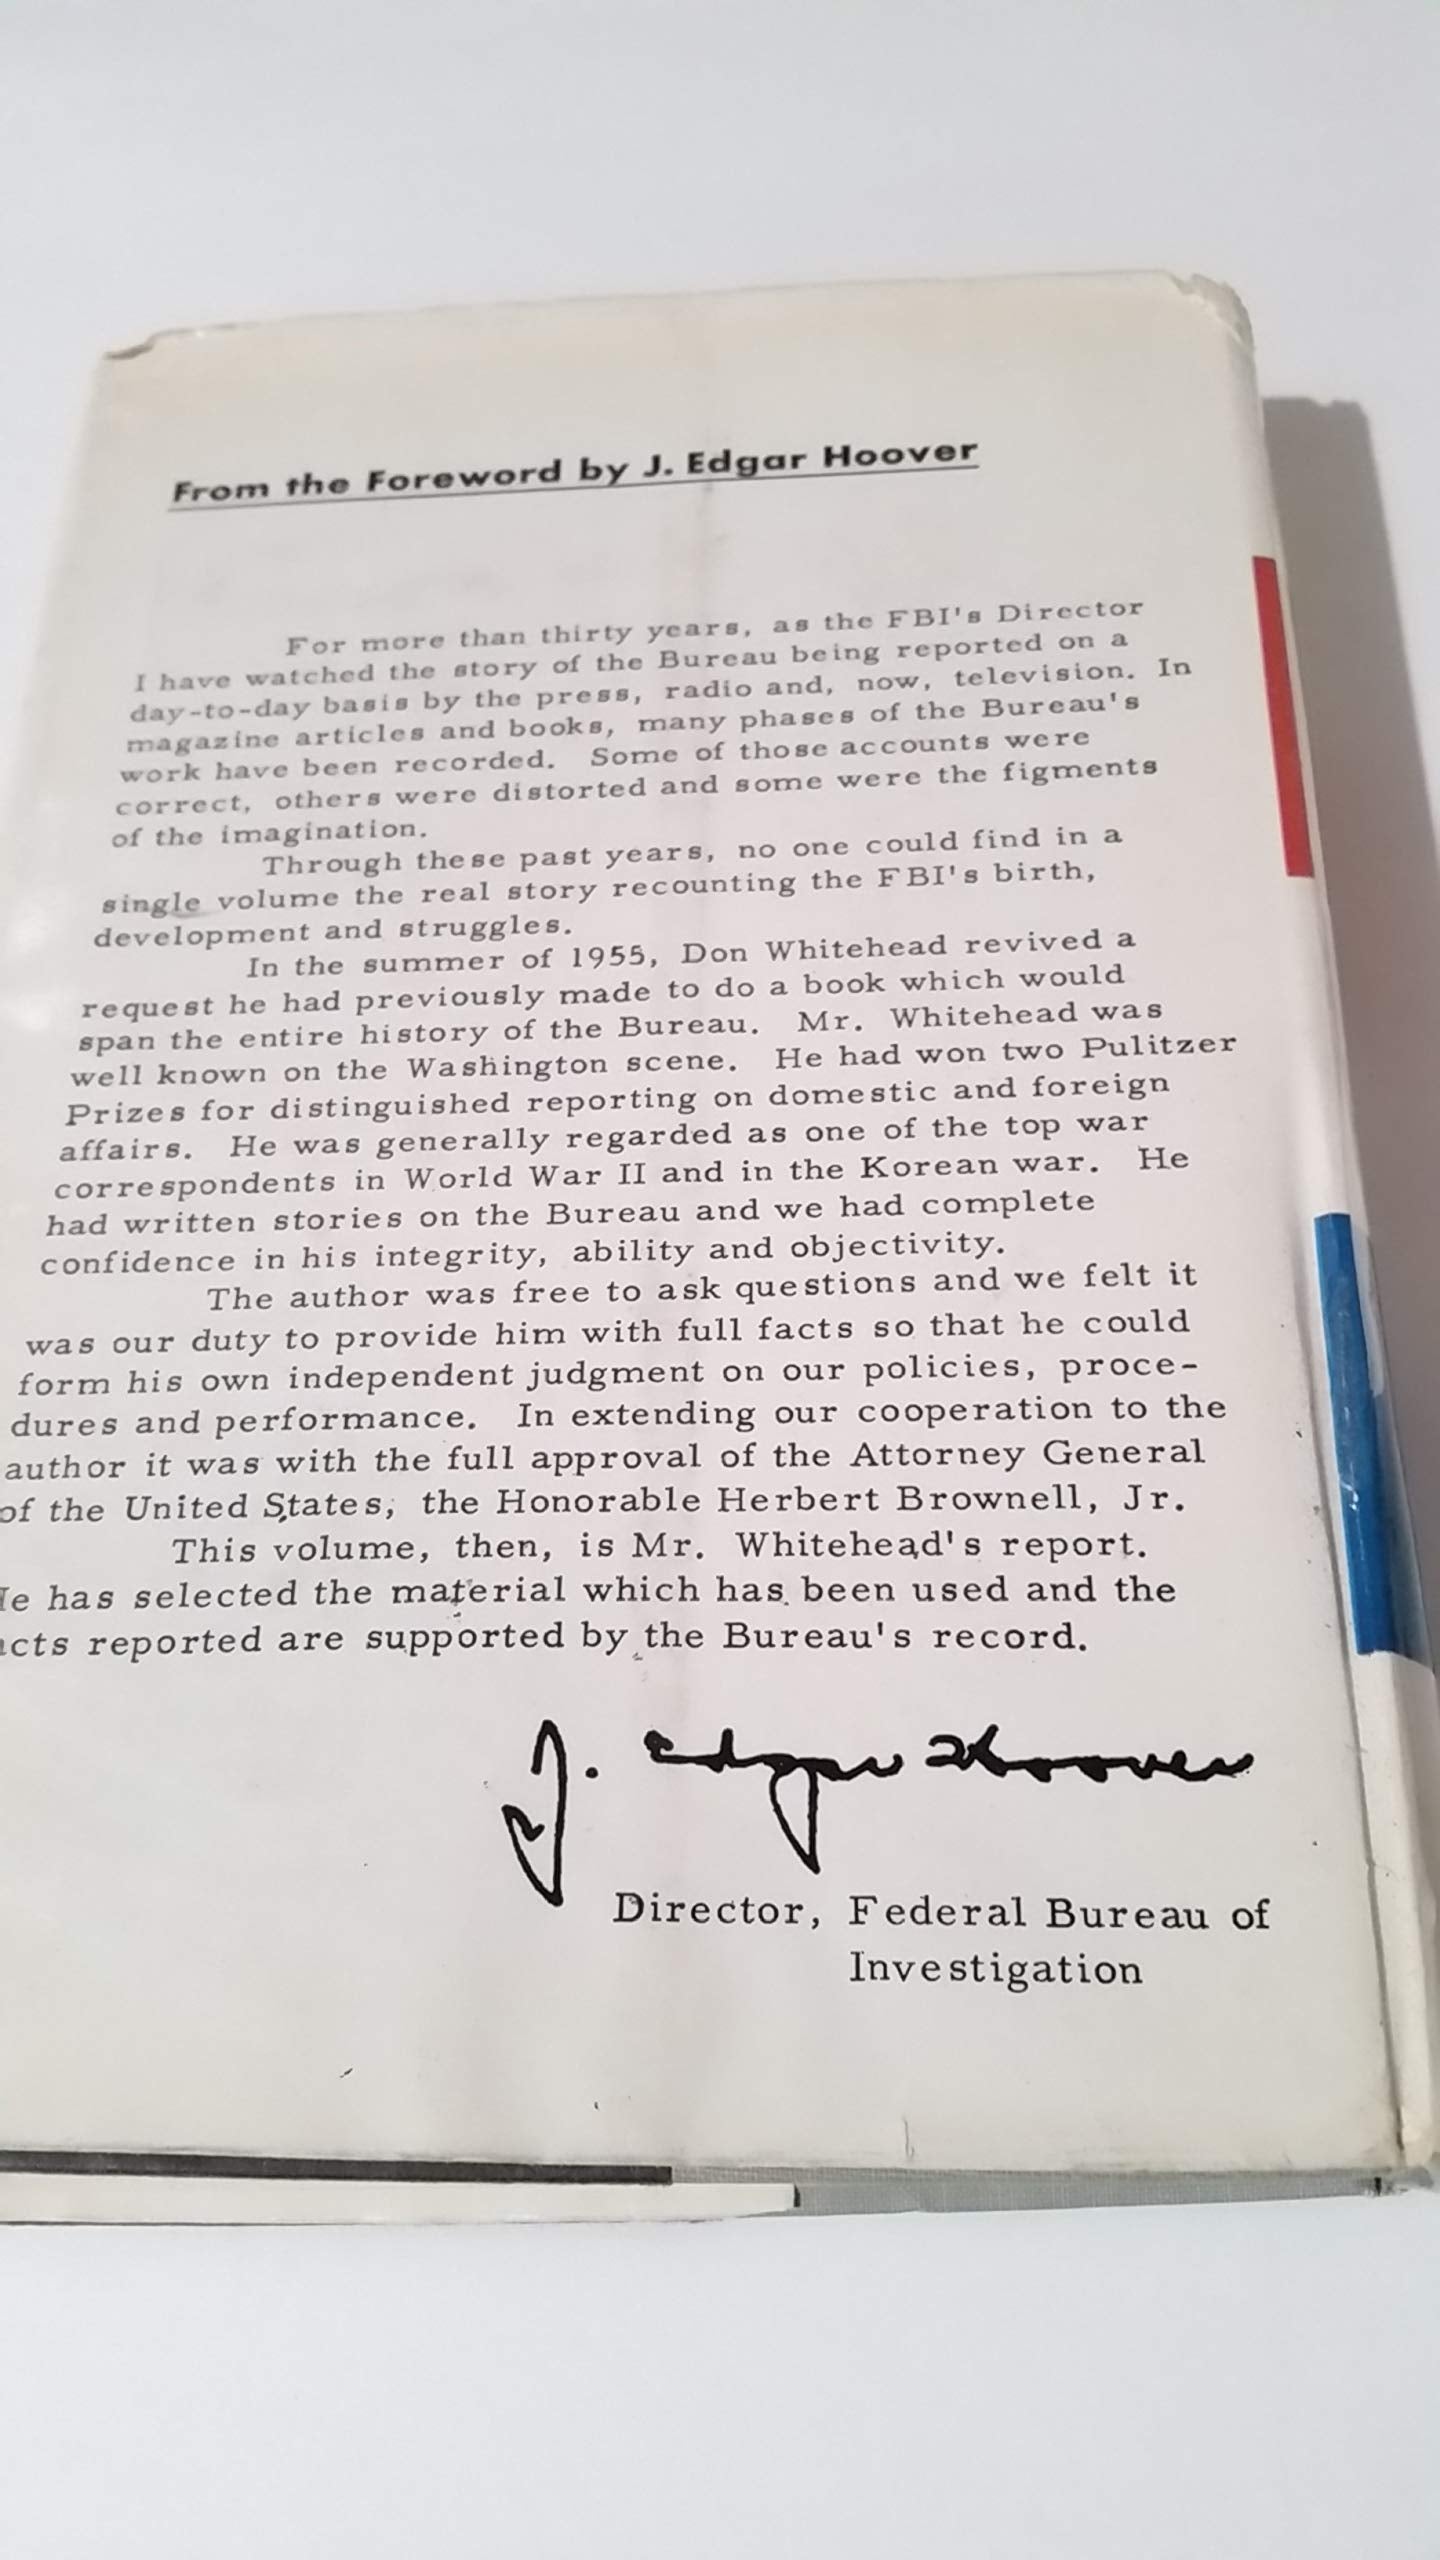 From the Foreword by J. Edgar Hoover
For more than thirty years, as the FBI's Director
I have watched the story of the Bureau being reported on a
day-to-day basis by the press, radio and, now, television. In
magazine articles and books, many phases of the Bureau's
work have been recorded. Some of those accounts were
correct, others were distorted and some were the figments
of the imagination.
Through these past years, no one could find in a
single volume the real story recounting the FBI's birth,
development and struggles.
In the summer of 1955, Don Whitehead revived a
request he had previously made to do a book which would
span the entire history of the Bureau. Mr. Whitehead was
well known on the Washington scene. He had won two Pulitzer
Prizes for distinguished reporting on domestic and foreign
affairs. He was generally regarded as one of the top war
correspondents in World War II and in the Korean war. He
had written stories on the Bureau and we had complete
confidence in his integrity, ability and objectivity.
The author was free to ask questions and we felt it
was our duty to provide him with full facts so that he could
form his own independent judgment on our policies, proce-
dures and performance. In extending our cooperation to the
author it was with the full approval of the Attorney General
of the United States, the Honorable Herbert Brownell, Jr.
This volume, then, is Mr. Whitehead's report.
He has selected the material which has been used and the
acts reported are supported by the Bureau's record.
J. Edgar Hoover
Director, Federal Bureau of
Investigation